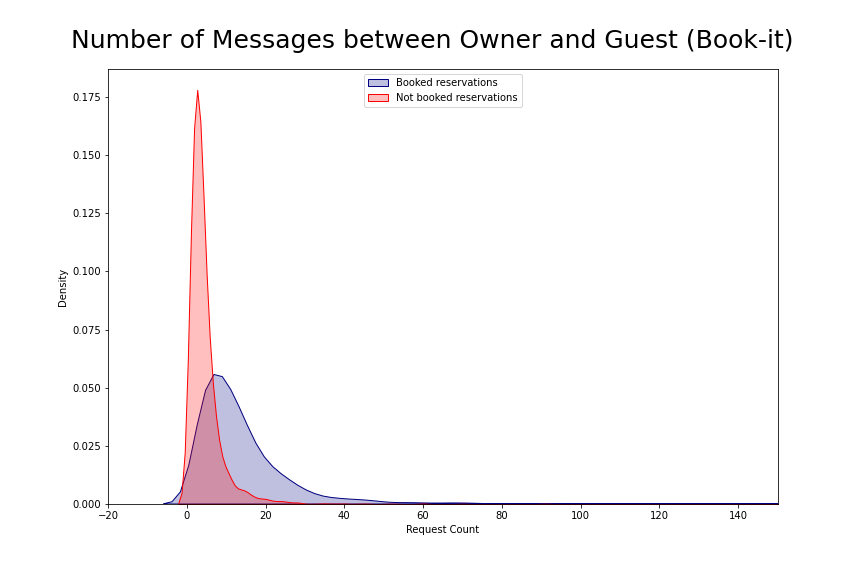 Number of Messages between Owner and Guest (Book-it)
Booked reservations
Not booked reservations
Density
0.175
0.150
0.125
0.100
0.075
0.050
0.025
0.000
−20 0 20 40 60 80 100 120 140
Request Count